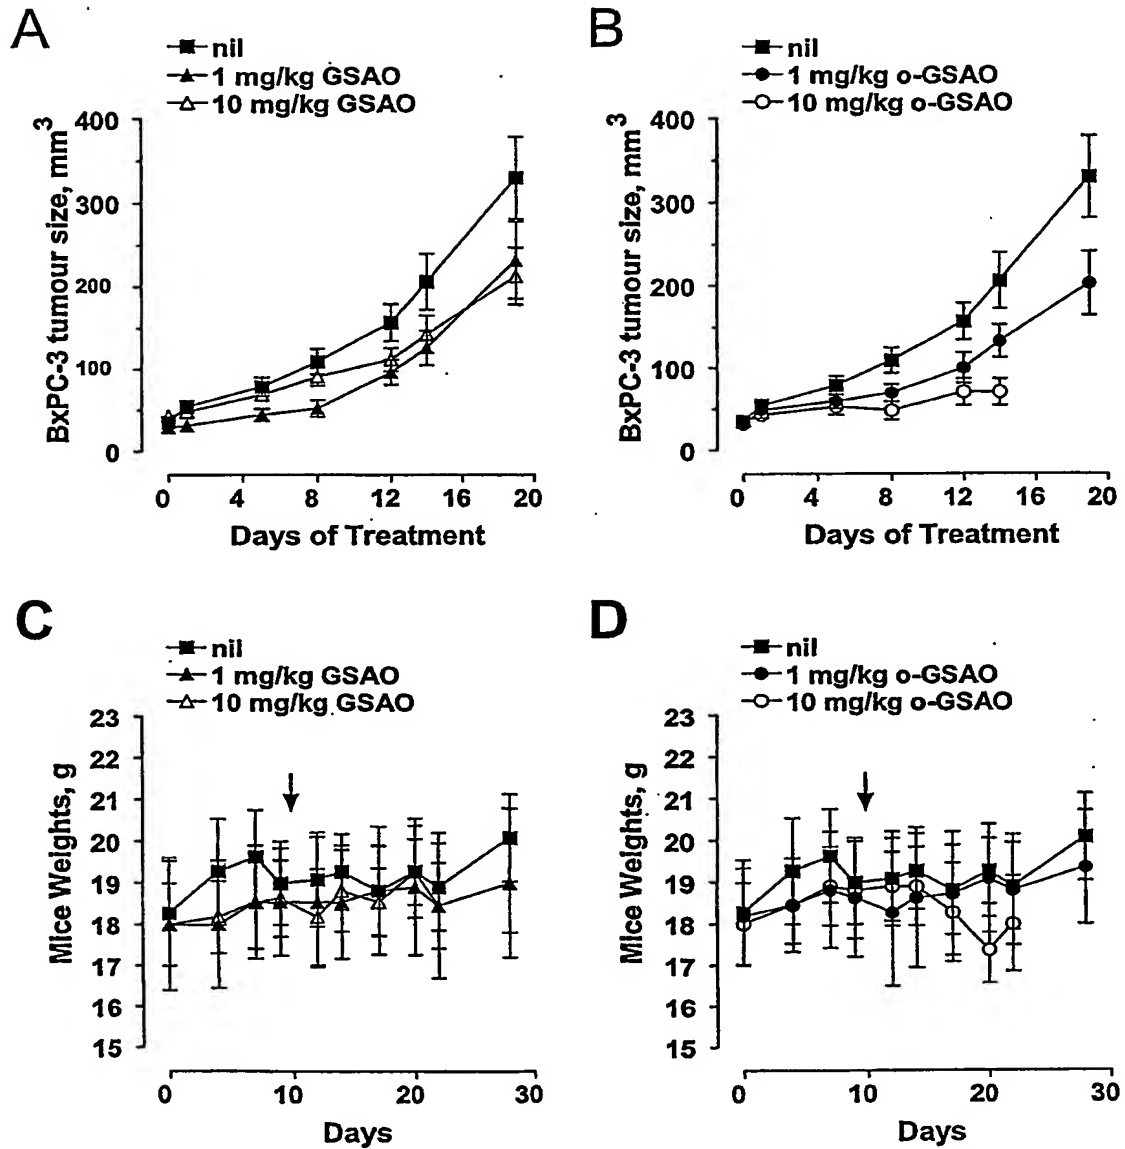 A
nil
1 mg/kg GSAO
10 mg/kg GSAO
400
300
200
100
0
BxPC-3 tumour size, mm3
0 4 8 12 16 20
Days of Treatment
B
nil
1 mg/kg o-GSAO
10 mg/kg o-GSAO
400
300
200
100
0
BxPC-3 tumour size, mm3
0 4 8 12 16 20
Days of Treatment
C
nil
1 mg/kg GSAO
10 mg/kg GSAO
23
22
21
20
19
18
17
16
15
Mice Weights, g
0 10 20 30
Days
D
nil
1 mg/kg o-GSAO
10 mg/kg o-GSAO
23
22
21
20
19
18
17
16
15
Mice Weights, g
0 10 20 30
Days